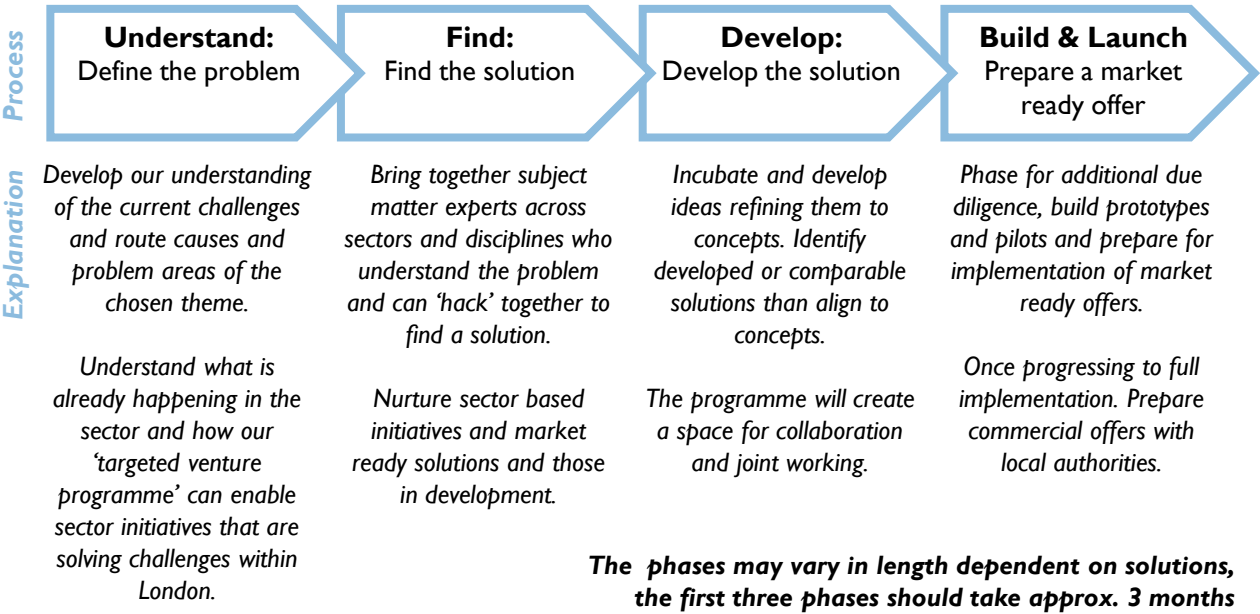 Process
Understand:
Define the problem
Find:
Find the solution
Develop:
Develop the solution
Build & Launch
Prepare a market
ready offer
Explanation
Develop our understanding
of the current challenges
and route causes and
problem areas of the
chosen theme.
Understand what is
already happening in the
sector and how our
‘targeted venture
programme’ can enable
sector initiatives that are
solving challenges within
London.
Bring together subject
matter experts across
sectors and disciplines who
understand the problem
and can ‘hack’ together to
find a solution.
Nurture sector based
initiatives and market
ready solutions and those
in development.
Incubate and develop
ideas refining them to
concepts. Identify
developed or comparable
solutions than align to
concepts.
The programme will create
a space for collaboration
and joint working.
Phase for additional due
diligence, build prototypes
and pilots and prepare for
implementation of market
ready offers.
Once progressing to full
implementation. Prepare
commercial offers with
local authorities.
The phases may vary in length dependent on solutions,
the first three phases should take approx. 3 months